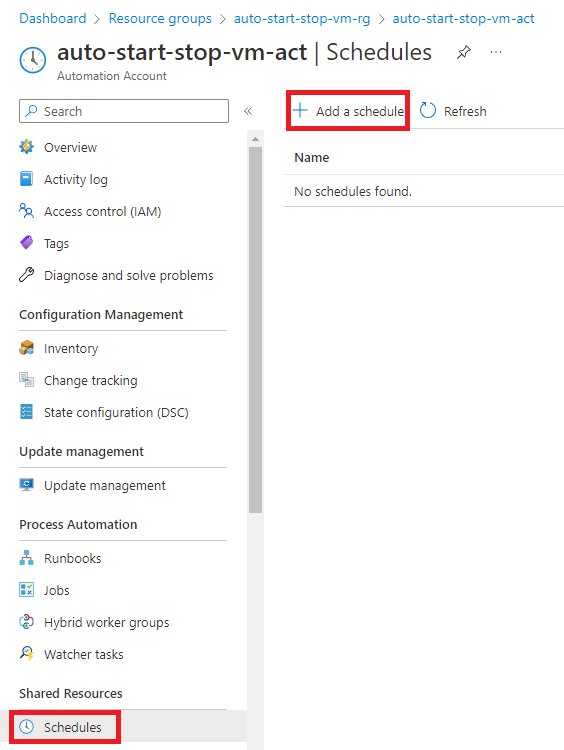 Dashboard > Resource groups > auto-start-stop-vm-rg > auto-start-stop-vm-act
auto-start-stop-vm-act | Schedules ...
Automation Account
Search «
Overview
Activity log
Access control (IAM)
Tags
Diagnose and solve problems
Configuration Management
Inventory
Change tracking
State configuration (DSC)
Update management
Update management
Process Automation
Runbooks
Jobs
Hybrid worker groups
Watcher tasks
Shared Resources
Schedules
Add a schedule Refresh
Name
No schedules found.